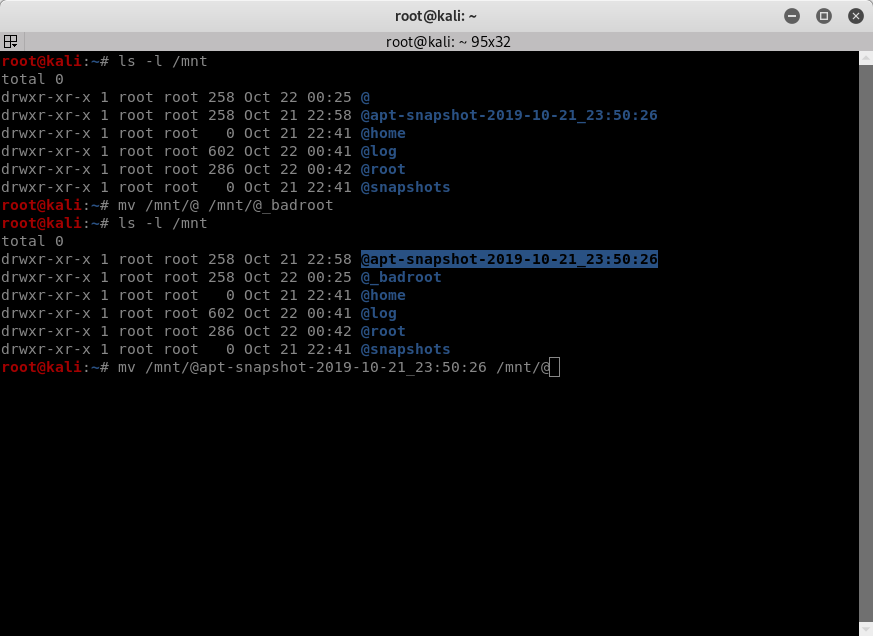 root@kali: ~
root@kali: ~ 95x32
root@kali:~# ls -l /mnt
total 0
drwxr-xr-x 1 root root 258 Oct 22 00:25 @
drwxr-xr-x 1 root root 258 Oct 21 22:58 @apt-snapshot-2019-10-21_23:50:26
drwxr-xr-x 1 root root   0 Oct 21 22:41 @home
drwxr-xr-x 1 root root 602 Oct 22 00:41 @log
drwxr-xr-x 1 root root 286 Oct 22 00:42 @root
drwxr-xr-x 1 root root   0 Oct 21 22:41 @snapshots
root@kali:~# mv /mnt/@ /mnt/@_badroot
root@kali:~# ls -l /mnt
total 0
drwxr-xr-x 1 root root 258 Oct 21 22:58 @apt-snapshot-2019-10-21_23:50:26
drwxr-xr-x 1 root root 258 Oct 22 00:25 @_badroot
drwxr-xr-x 1 root root   0 Oct 21 22:41 @home
drwxr-xr-x 1 root root 602 Oct 22 00:41 @log
drwxr-xr-x 1 root root 286 Oct 22 00:42 @root
drwxr-xr-x 1 root root   0 Oct 21 22:41 @snapshots
root@kali:~# mv /mnt/@apt-snapshot-2019-10-21_23:50:26 /mnt/@